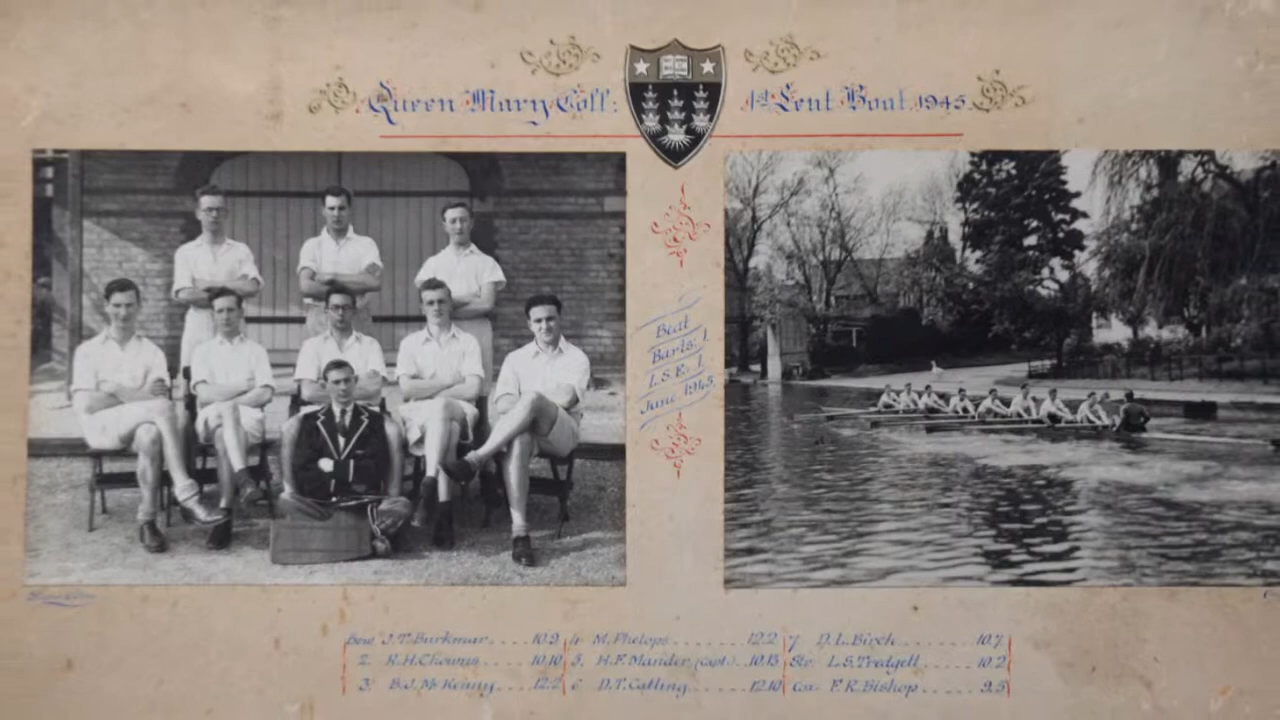 Queen Mary Coll: 1st Lent Boat 1945.
Beat
Barts: 1
L.S.E. 1
June 1945.
Bow J.T. Burkmar. .... 10.9
2. R.H. Chowns .... 10.10
3. B.J. McKenny .... 12.2
4. M. Phelops ....... 12.2
5. H.F. Mander (Capt.) .. 10.13
6 D.T. Catling ....... 12.10
7 D.L. Birch ....... 10.7
Str. L.S. Tredgett ....... 10.2
Cox- F.R. Bishop ..... 9.5